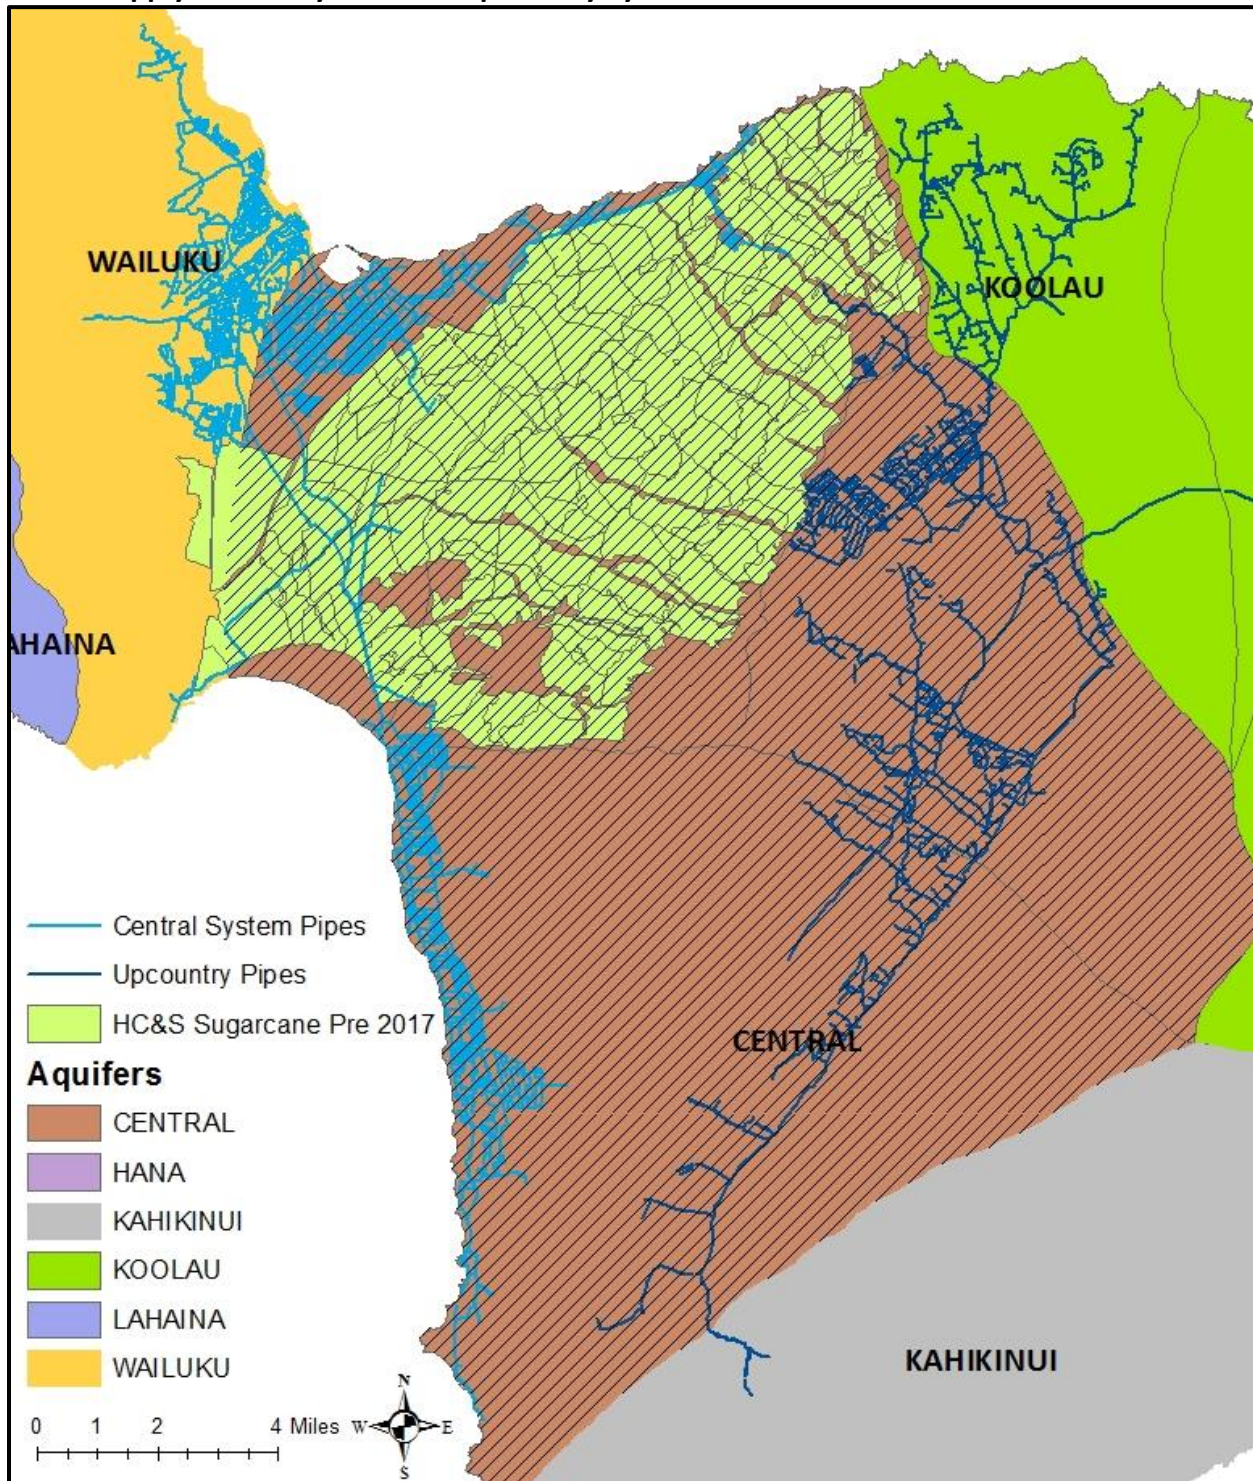 WAILUKU
KOOLAU
AHAINA
CENTRAL
KAHIKINUI
Central System Pipes
Upcountry Pipes
HC&S Sugarcane Pre 2017
Aquifers
CENTRAL
HANA
KAHIKINUI
KOOLAU
LAHAINA
WAILUKU
0 1 2 4 Miles
N
W E
S